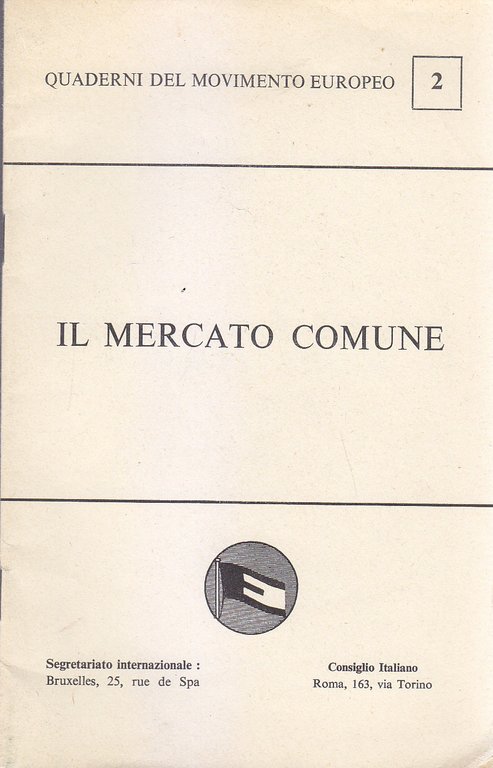 QUADERNI DEL MOVIMENTO EUROPEO 2
IL MERCATO COMUNE
E
Segretariato internazionale :
Bruxelles, 25, rue de Spa
Consiglio Italiano
Roma, 163, via Torino